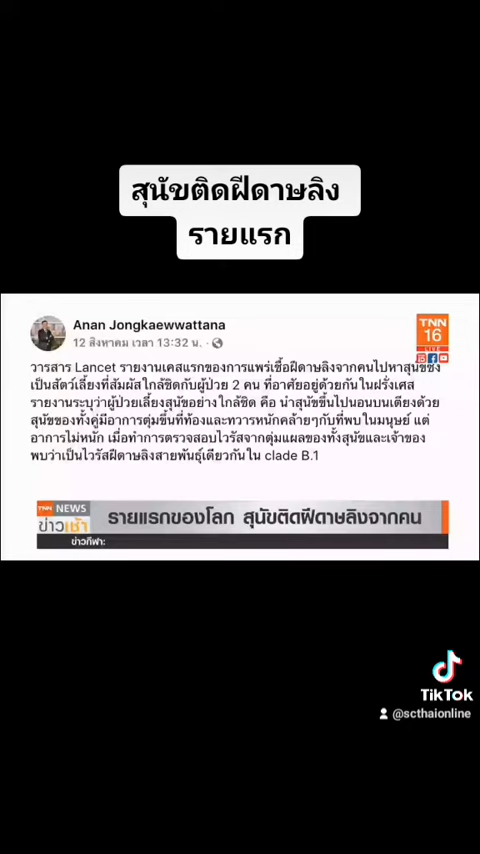 สุนัขติดฝีดาษลิง
รายแรก
Anan Jongkaewwattana
12 สิงหาคม เวลา 13:32 น. ·
TNN
16
LIVE
วารสาร Lancet รายงานเคสแรกของการแพร่เชื้อฝีดาษลิงจากคนไปหาสุนัขซึ่ง
เป็นสัตว์เลี้ยงที่สัมผัสใกล้ชิดกับผู้ป่วย 2 คน ที่อาศัยอยู่ด้วยกันในฝรั่งเศส
รายงานระบุว่าผู้ป่วยเลี้ยงสุนัขอย่างใกล้ชิด คือ นำสุนัขขึ้นไปนอนบนเตียงด้วย
สุนัขของทั้งคู่มีอาการตุ่มขึ้นที่ท้องและทวารหนักคล้ายๆกับที่พบในมนุษย์ แต่
อาการไม่หนัก เมื่อทำการตรวจสอบไวรัสจากตุ่มแผลของทั้งสุนัขและเจ้าของ
พบว่าเป็นไวรัสฝีดาษลิงสายพันธุ์เดียวกันใน clade B.1
TNN NEWS
ข่าวเช้า
รายแรกของโลก สุนัขติดฝีดาษลิงจากคน
ข่าวกีฬา:
TikTok
@scthaionline